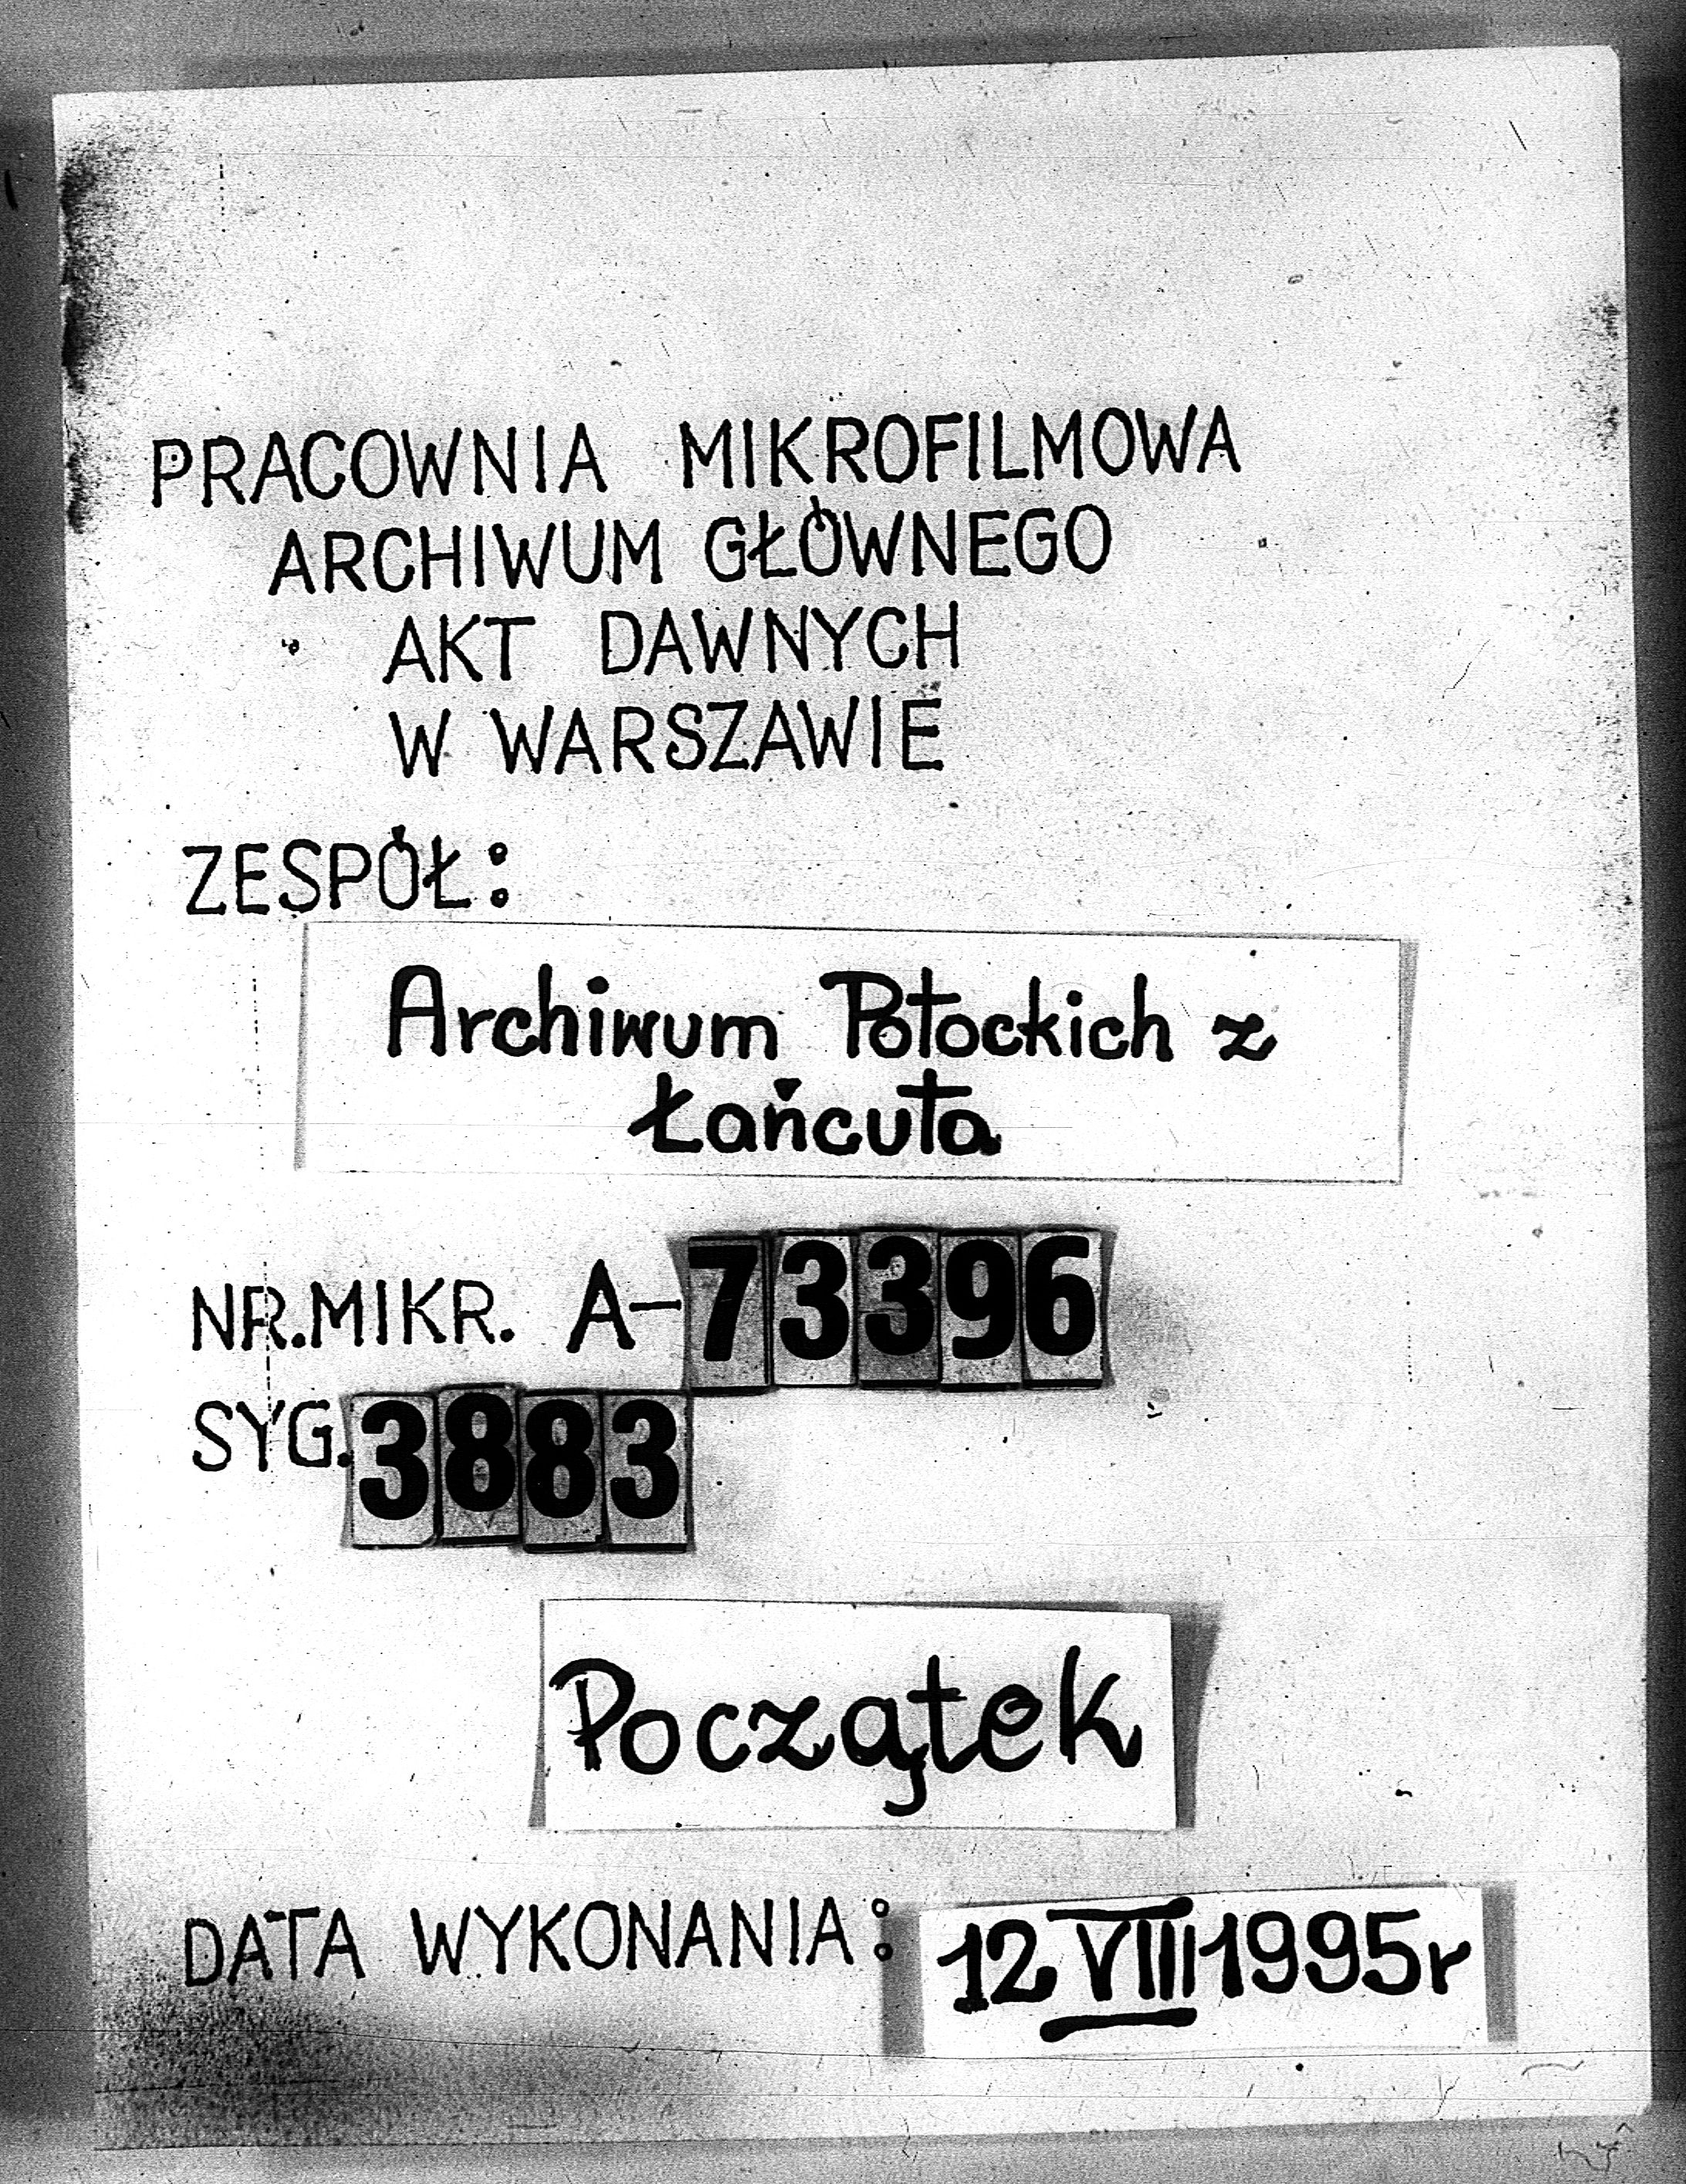 PRACOWNIA MIKROFILMOWA
ARCHIWUM GŁÓWNEGO
AKT DAWNYCH
W WARSZAWIE
ZESPÓŁ:
Archiwum Potockich z
Łańcuta
NR.MIKR. A-73396
SYG.3883
Początek
DATA WYKONANIA: 12 VIII 1995r